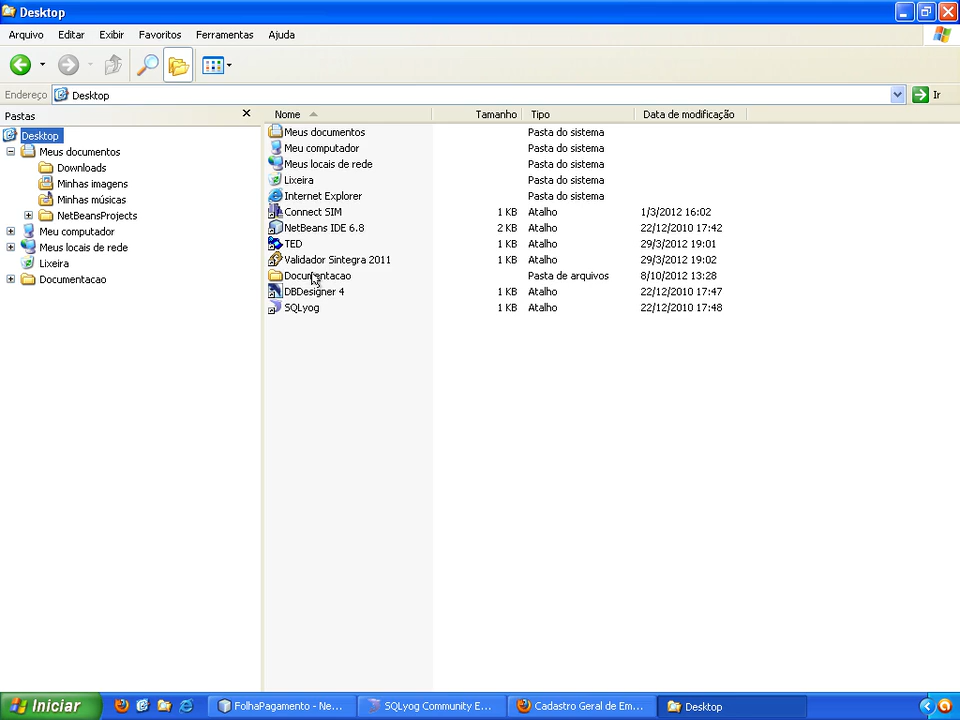 Desktop
Arquivo Editar Exibir Favoritos Ferramentas Ajuda
Endereço Desktop Ir
Pastas
Desktop
Meus documentos
Downloads
Minhas imagens
Minhas músicas
NetBeansProjects
Meu computador
Meus locais de rede
Lixeira
Documentacao
Nome Tamanho Tipo Data de modificação
Meus documentos Pasta do sistema
Meu computador Pasta do sistema
Meus locais de rede Pasta do sistema
Lixeira Pasta do sistema
Internet Explorer Pasta do sistema
Connect SIM 1 KB Atalho 1/3/2012 16:02
NetBeans IDE 6.8 2 KB Atalho 22/12/2010 17:42
TED 1 KB Atalho 29/3/2012 19:01
Validador Sintegra 2011 1 KB Atalho 29/3/2012 19:02
Documentacao Pasta de arquivos 8/10/2012 13:28
DBDesigner 4 1 KB Atalho 22/12/2010 17:47
SQLyog 1 KB Atalho 22/12/2010 17:48
Iniciar FolhaPagamento - Ne... SQLyog Community E... Cadastro Geral de Em... Desktop